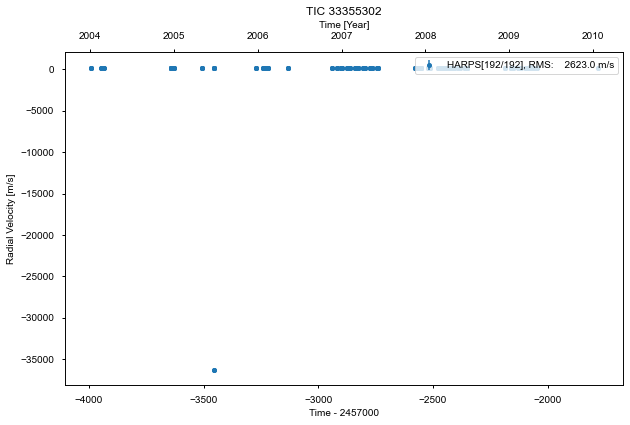 TIC 33355302
Time [Year]
2004 2005 2006 2007 2008 2009 2010
HARPS[192/192], RMS: 2623.0 m/s
0
−5000
−10000
−15000
−20000
−25000
−30000
−35000
Radial Velocity [m/s]
−4000 −3500 −3000 −2500 −2000
Time - 2457000